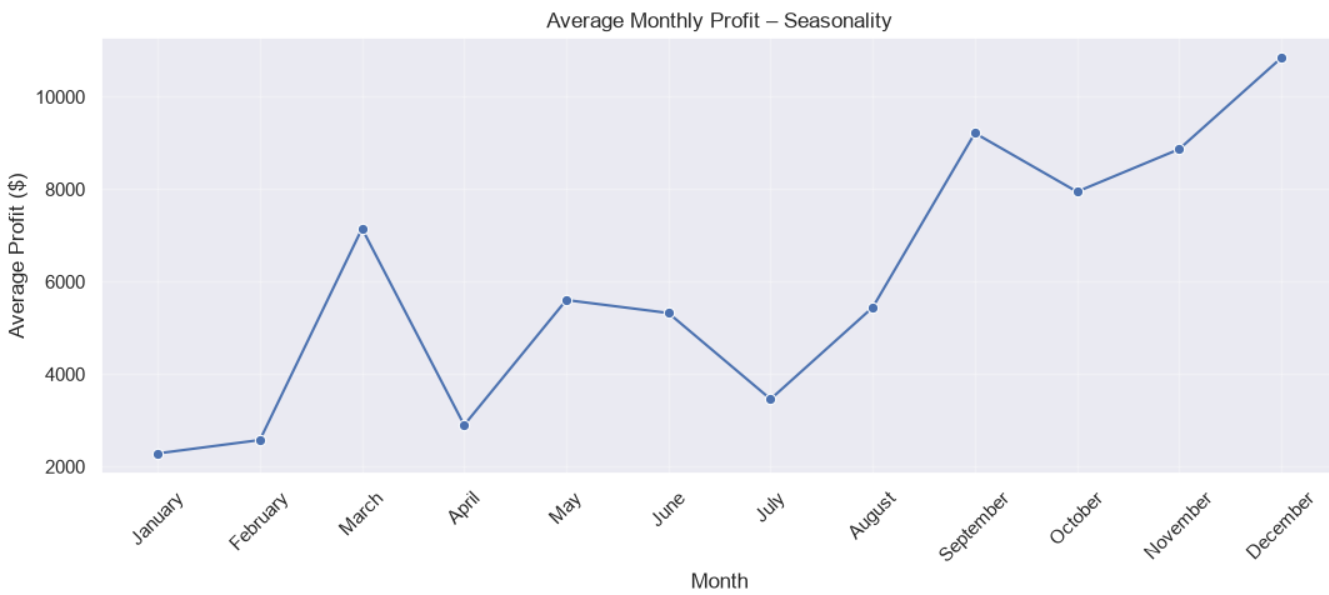 Average Monthly Profit – Seasonality
Average Profit ($)
10000
8000
6000
4000
2000
January
February
March
April
May
June
July
August
September
October
November
December
Month